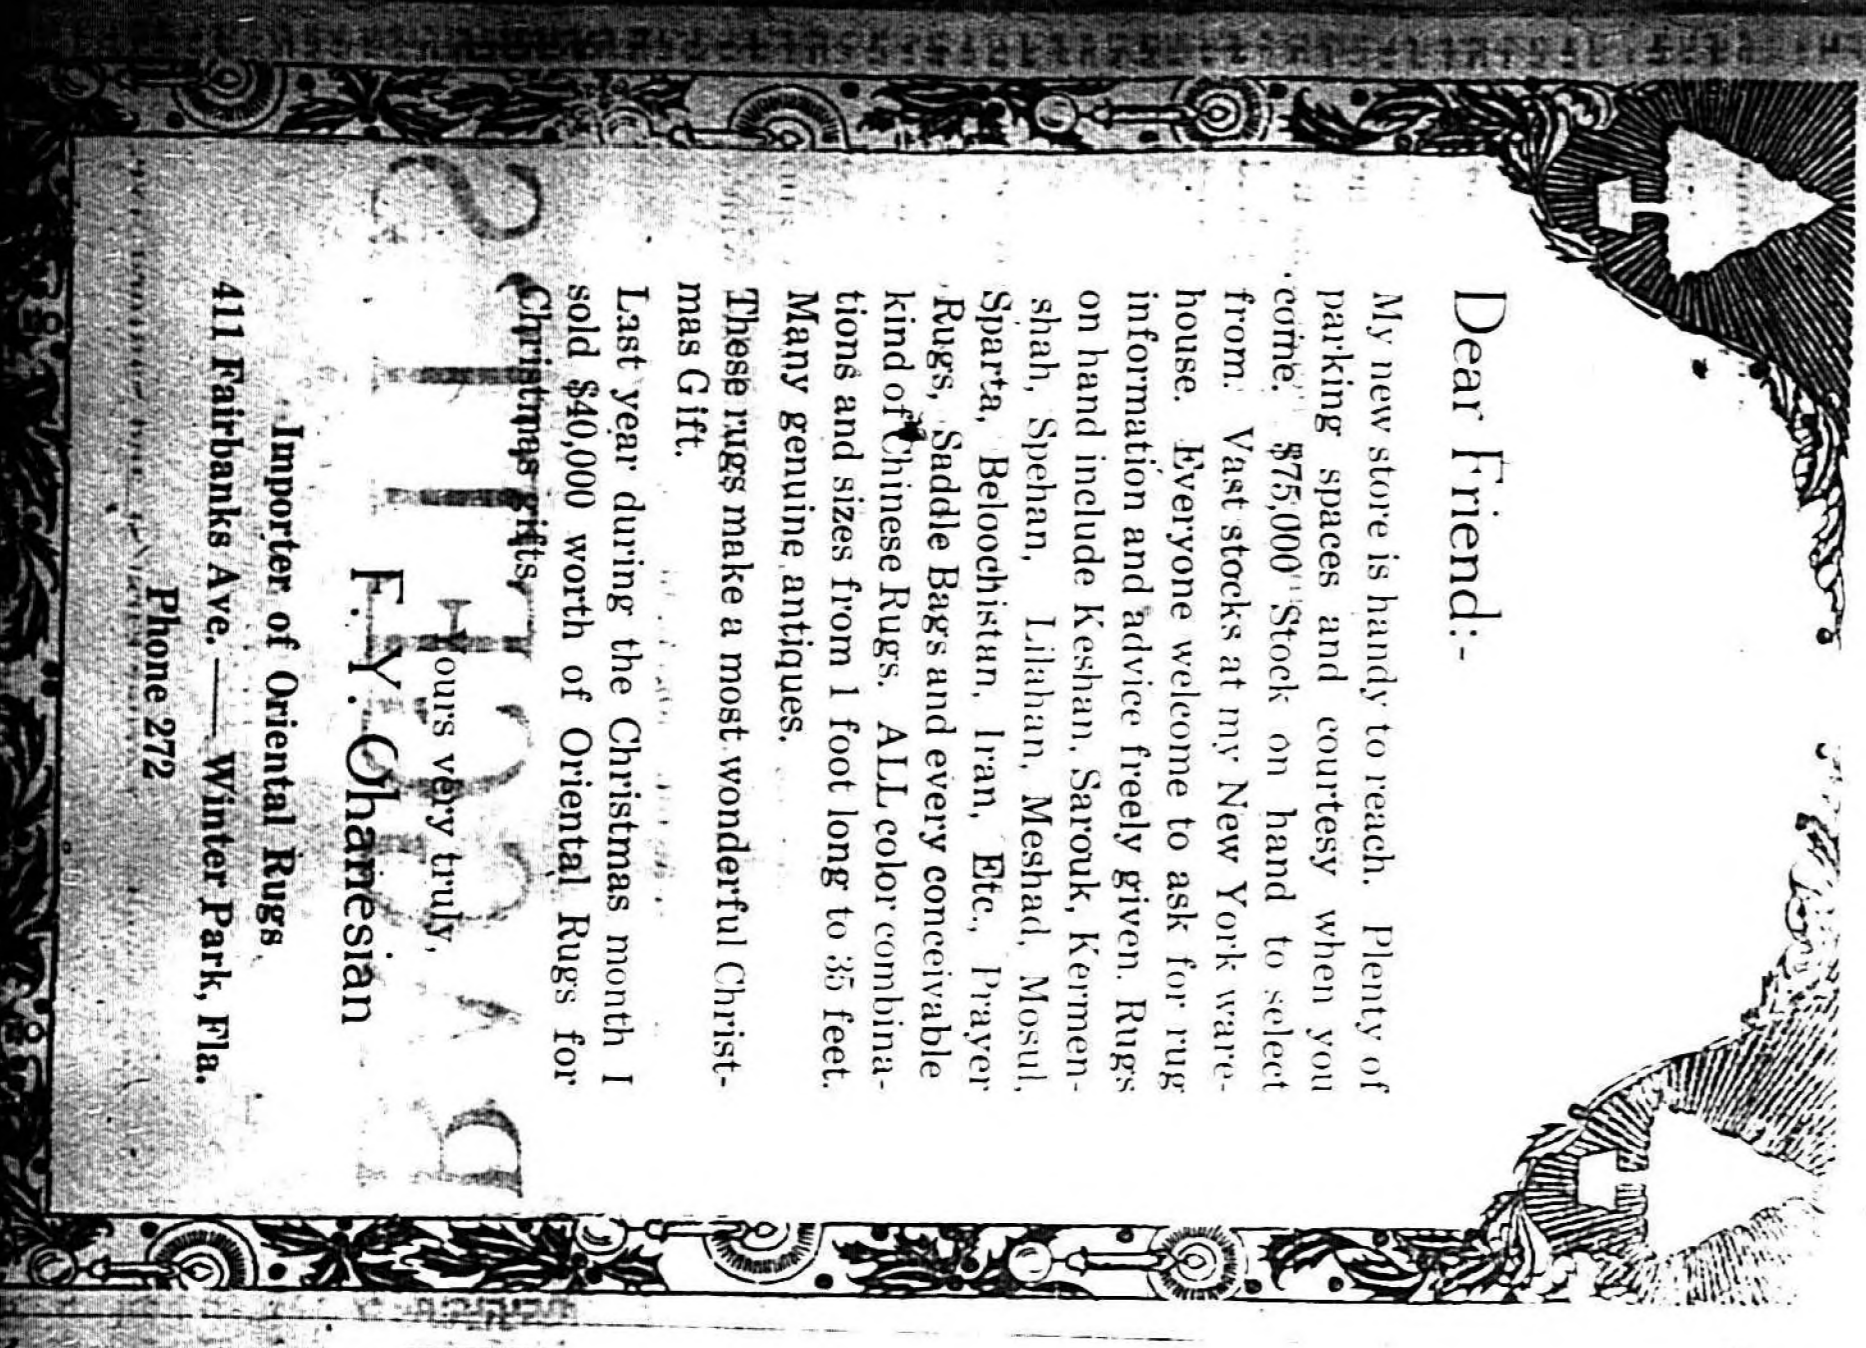 Dear Friend:-
My new store is handy to reach. Plenty of
parking spaces and courtesy when you
come. $75,000 Stock on hand to select
from. Vast stocks at my New York ware-
house. Everyone welcome to ask for rug
information and advice freely given. Rugs
on hand include Keshan, Sarouk, Kermen-
shah, Spehan, Lilahan, Meshad, Mosul,
Sparta, Beloochistan, Iran, Etc., Prayer
Rugs, Saddle Bags and every conceivable
kind of Chinese Rugs. ALL color combina-
tions and sizes from 1 foot long to 35 feet.
Many genuine antiques.
These rugs make a most wonderful Christ-
mas Gift.
Last year during the Christmas month I
sold $40,000 worth of Oriental Rugs for
Christmas gifts.
Yours very truly,
F. Y. Ohanesian
Importer of Oriental Rugs
411 Fairbanks Ave. — Winter Park, Fla.
Phone 272